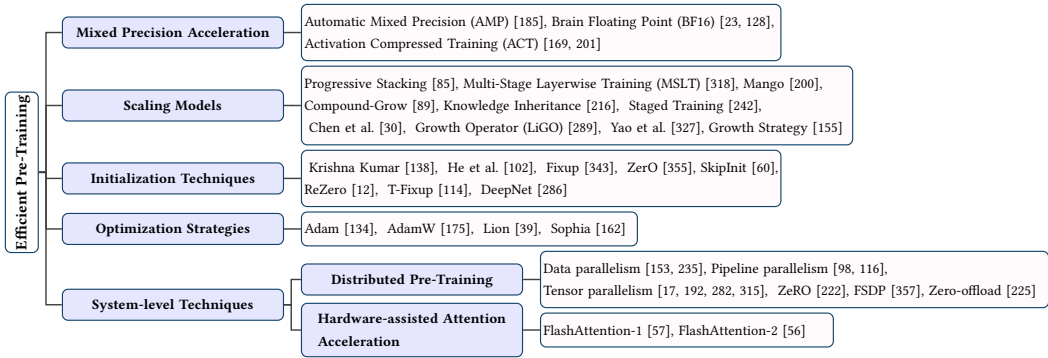 Efficient Pre-Training
Mixed Precision Acceleration
Automatic Mixed Precision (AMP) [185], Brain Floating Point (BF16) [23, 128],
Activation Compressed Training (ACT) [169, 201]
Scaling Models
Progressive Stacking [85], Multi-Stage Layerwise Training (MSLT) [318], Mango [200],
Compound-Grow [89], Knowledge Inheritance [216], Staged Training [242],
Chen et al. [30], Growth Operator (LiGO) [289], Yao et al. [327], Growth Strategy [155]
Initialization Techniques
Krishna Kumar [138], He et al. [102], Fixup [343], ZerO [355], SkipInit [60],
ReZero [12], T-Fixup [114], DeepNet [286]
Optimization Strategies
Adam [134], AdamW [175], Lion [39], Sophia [162]
System-level Techniques
Distributed Pre-Training
Data parallelism [153, 235], Pipeline parallelism [98, 116],
Tensor parallelism [17, 192, 282, 315], ZeRO [222], FSDP [357], Zero-offload [225]
Hardware-assisted Attention
Acceleration
FlashAttention-1 [57], FlashAttention-2 [56]